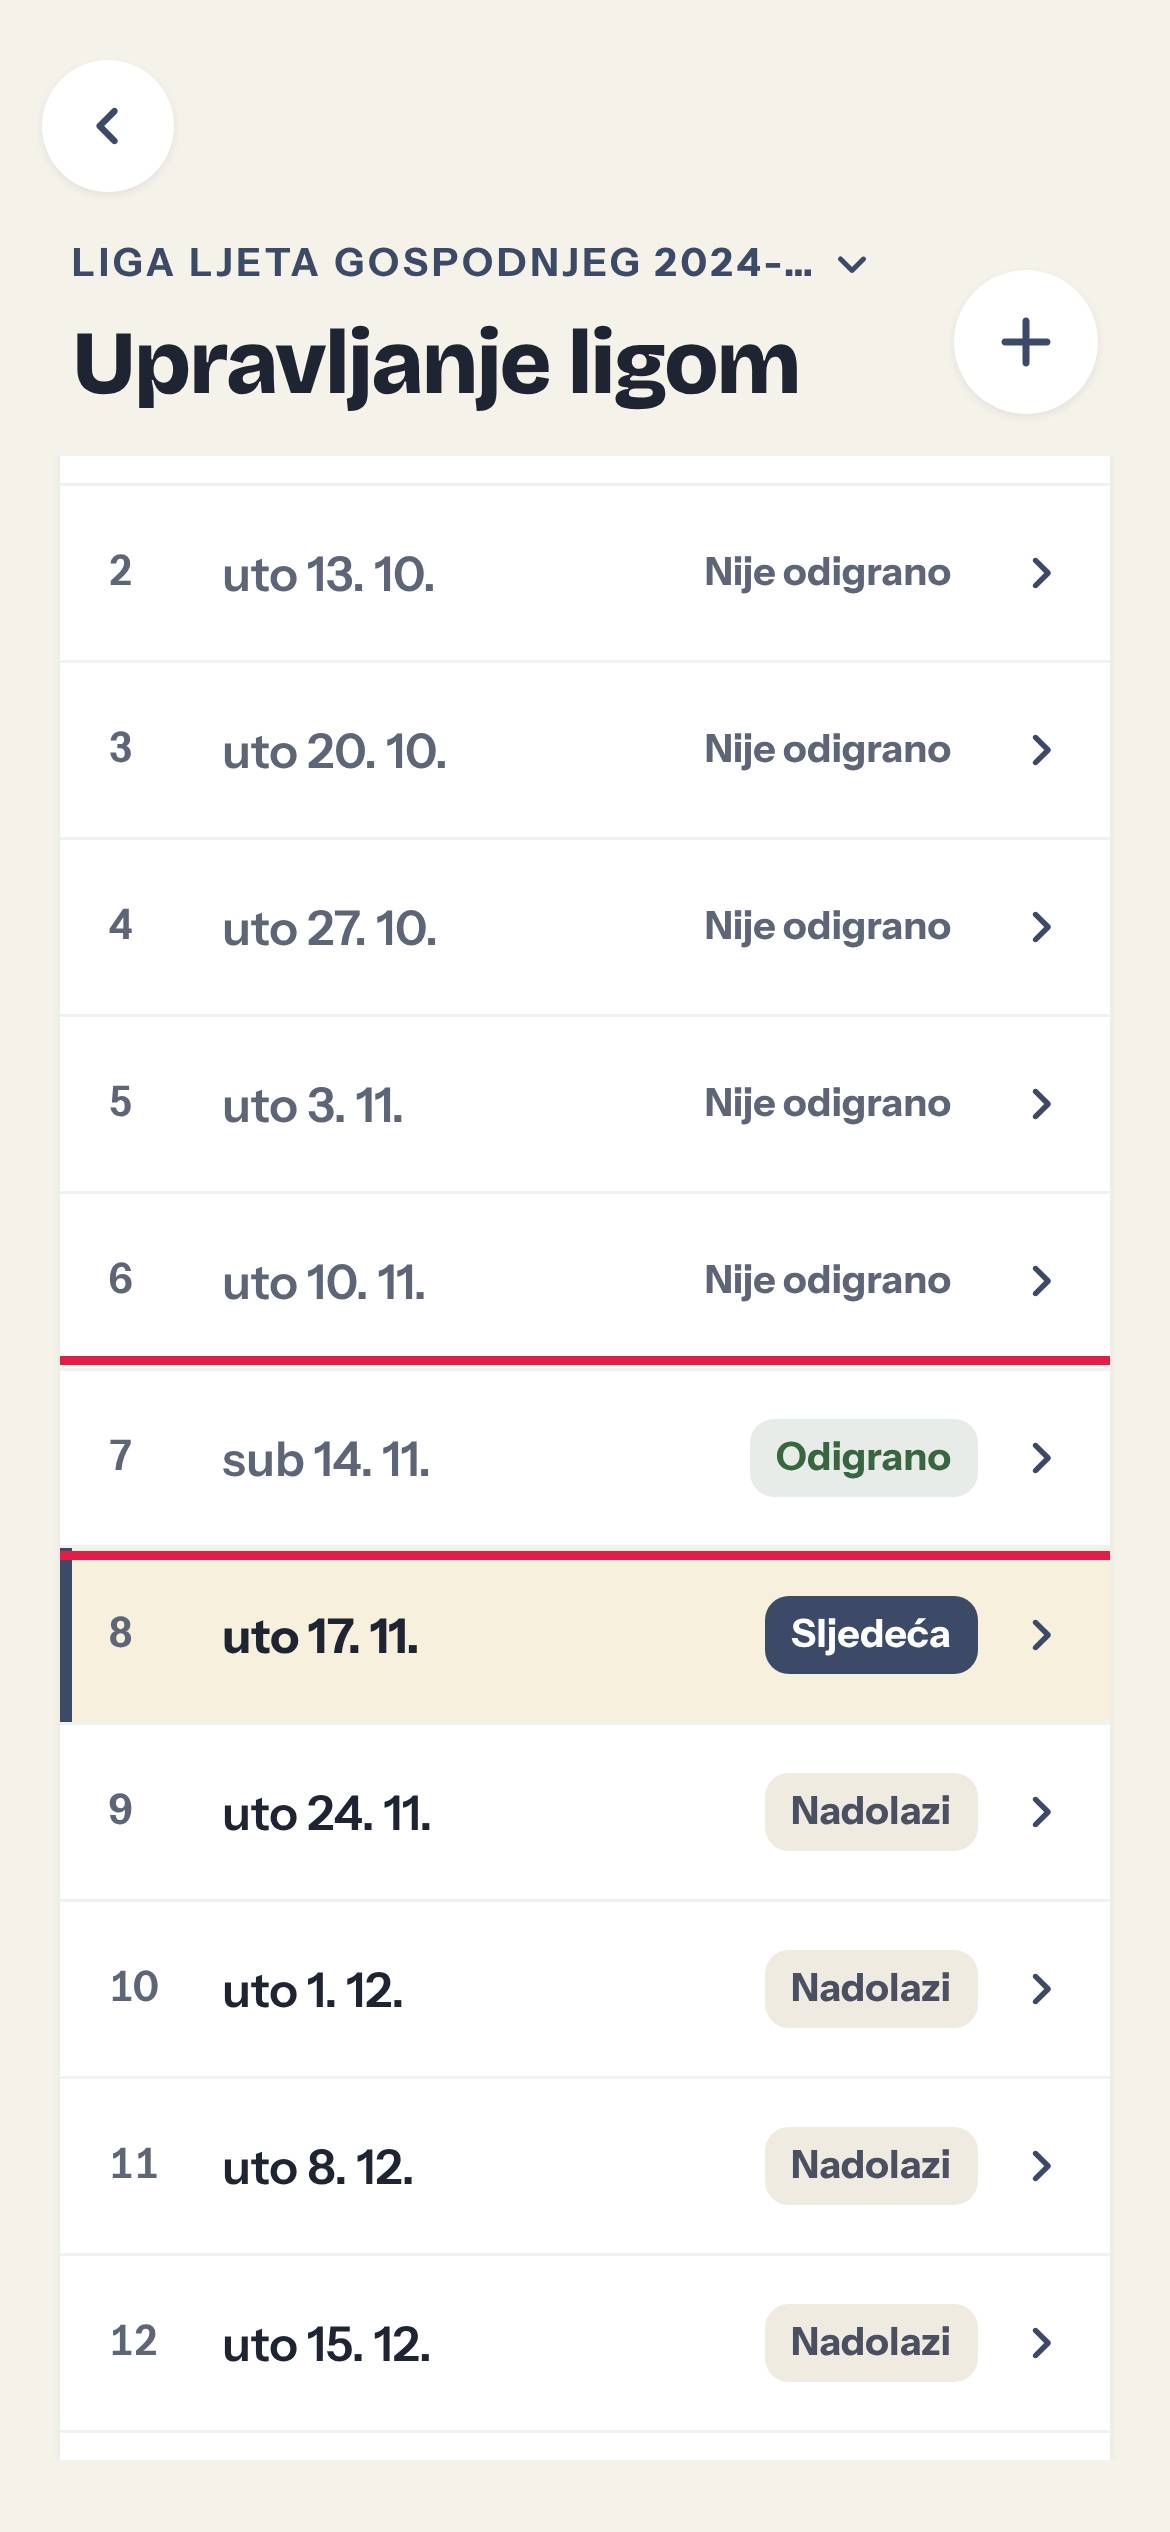 LIGA LJETA GOSPODNJEG 2024-...
Upravljanje ligom
2 uto 13. 10. Nije odigrano
3 uto 20. 10. Nije odigrano
4 uto 27. 10. Nije odigrano
5 uto 3. 11. Nije odigrano
6 uto 10. 11. Nije odigrano
7 sub 14. 11. Odigrano
8 uto 17. 11. Sljedeća
9 uto 24. 11. Nadolazi
10 uto 1. 12. Nadolazi
11 uto 8. 12. Nadolazi
12 uto 15. 12. Nadolazi